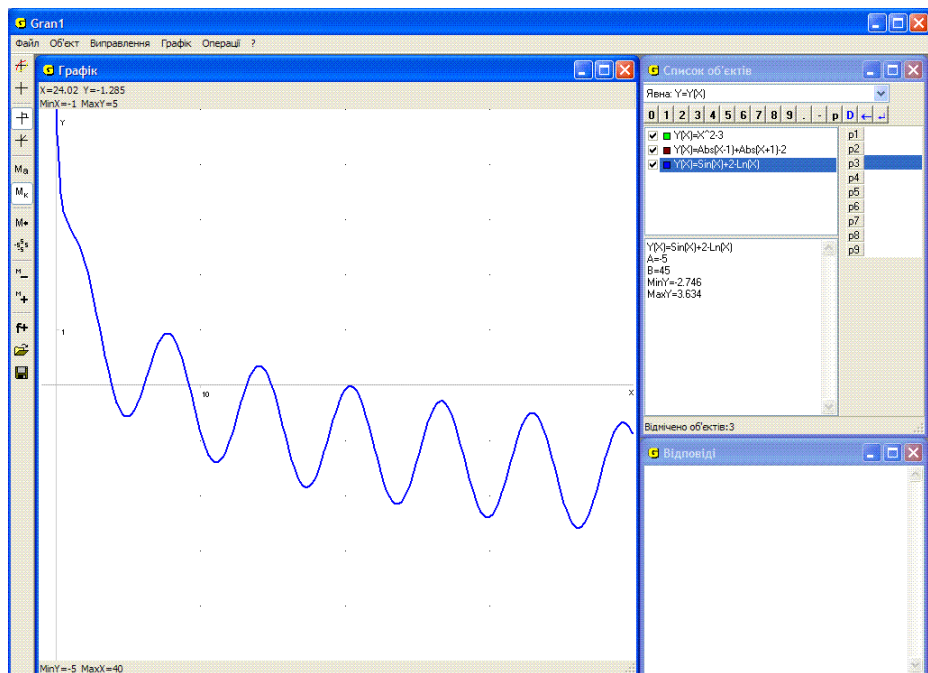 Gran1
Файл Об'єкт Виправлення Графік Операції ?
Графік
X=24.02 Y=-1.285
MinX=-1 MaxY=5
Y
1
10
X
MinY=-5 MaxX=40
Ma
Mк
M
M
M
f+
Список об'єктів
Явна: Y=Y(X)
0 1 2 3 4 5 6 7 8 9 . - p D ← ↵
Y(X)=X^2-3
Y(X)=Abs(X-1)+Abs(X+1)-2
Y(X)=Sin(X)+2-Ln(X)
p1
p2
p3
p4
p5
p6
p7
p8
p9
Y(X)=Sin(X)+2-Ln(X)
A=-5
B=45
MinY=-2.746
MaxY=3.634
Відмічено об'єктів:3
Відповіді